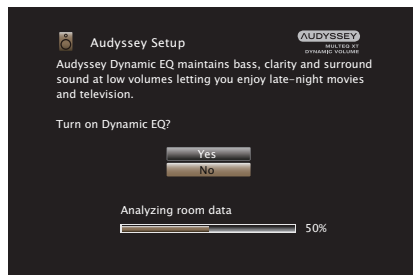 Audyssey Setup
AUDYSSEY
MULTEQ XT
DYNAMIC VOLUME
Audyssey Dynamic EQ maintains bass, clarity and surround
sound at low volumes letting you enjoy late-night movies
and television.
Turn on Dynamic EQ?
Yes
No
Analyzing room data
50%